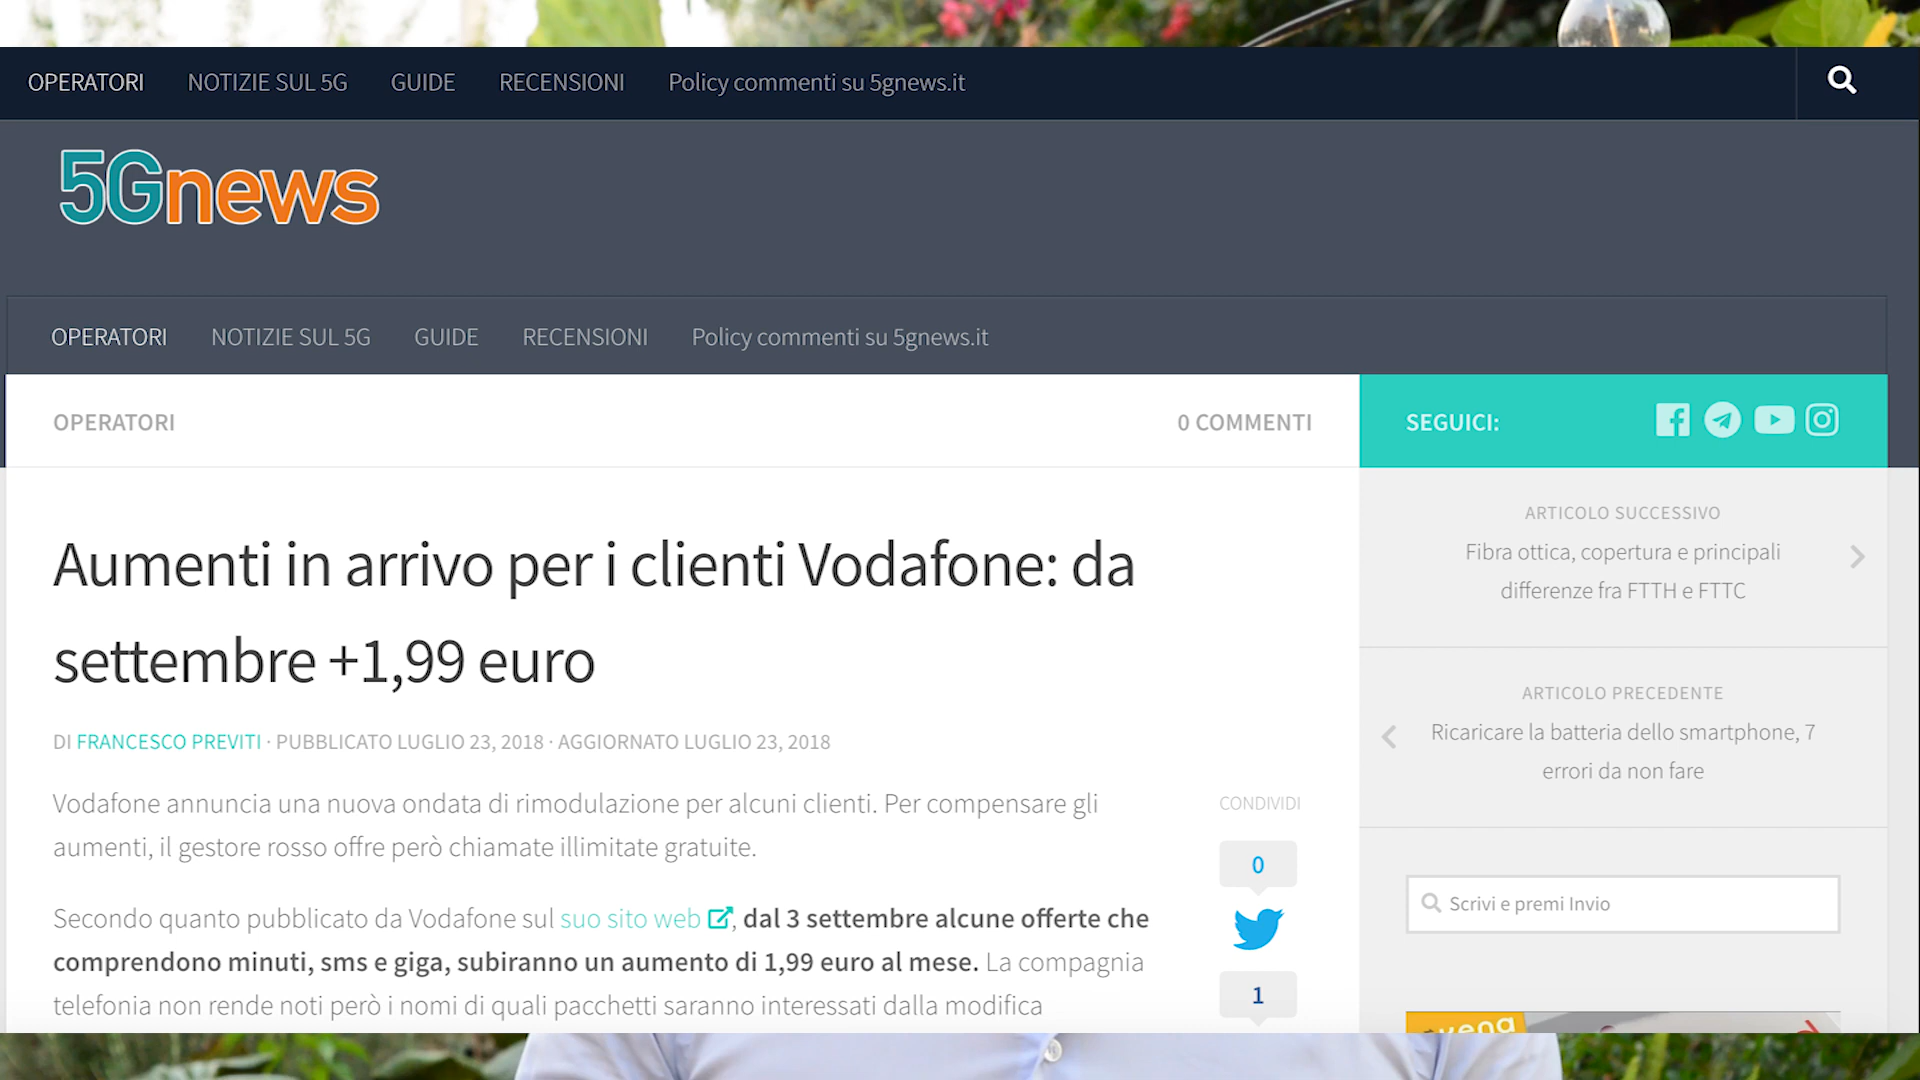 OPERATORI NOTIZIE SUL 5G GUIDE RECENSIONI Policy commenti su 5gnews.it
5Gnews
OPERATORI NOTIZIE SUL 5G GUIDE RECENSIONI Policy commenti su 5gnews.it
OPERATORI
0 COMMENTI
SEGUICI:
Aumenti in arrivo per i clienti Vodafone: da
settembre +1,99 euro
DI FRANCESCO PREVITI · PUBBLICATO LUGLIO 23, 2018 · AGGIORNATO LUGLIO 23, 2018
Vodafone annuncia una nuova ondata di rimodulazione per alcuni clienti. Per compensare gli
aumenti, il gestore rosso offre però chiamate illimitate gratuite.
Secondo quanto pubblicato da Vodafone sul suo sito web, dal 3 settembre alcune offerte che
comprendono minuti, sms e giga, subiranno un aumento di 1,99 euro al mese. La compagnia
telefonia non rende noti però i nomi di quali pacchetti saranno interessati dalla modifica
CONDIVIDI
0
1
ARTICOLO SUCCESSIVO
Fibra ottica, copertura e principali
differenze fra FTTH e FTTC
ARTICOLO PRECEDENTE
Ricaricare la batteria dello smartphone, 7
errori da non fare
Scrivi e premi Invio